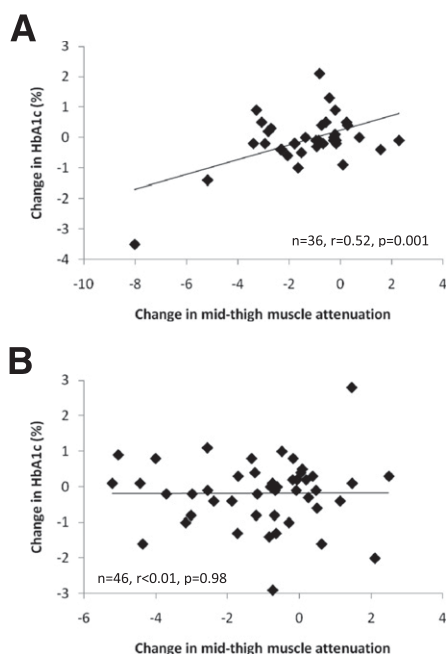 A
3
2
1
0
-1
-2
-3
-4
Change in HbA1c (%)
n=36, r=0.52, p=0.001
-10 -8 -6 -4 -2 0 2 4
Change in mid-thigh muscle attenuation
B
3
2
1
0
-1
-2
-3
Change in HbA1c (%)
n=46, r<0.01, p=0.98
-6 -4 -2 0 2 4
Change in mid-thigh muscle attenuation